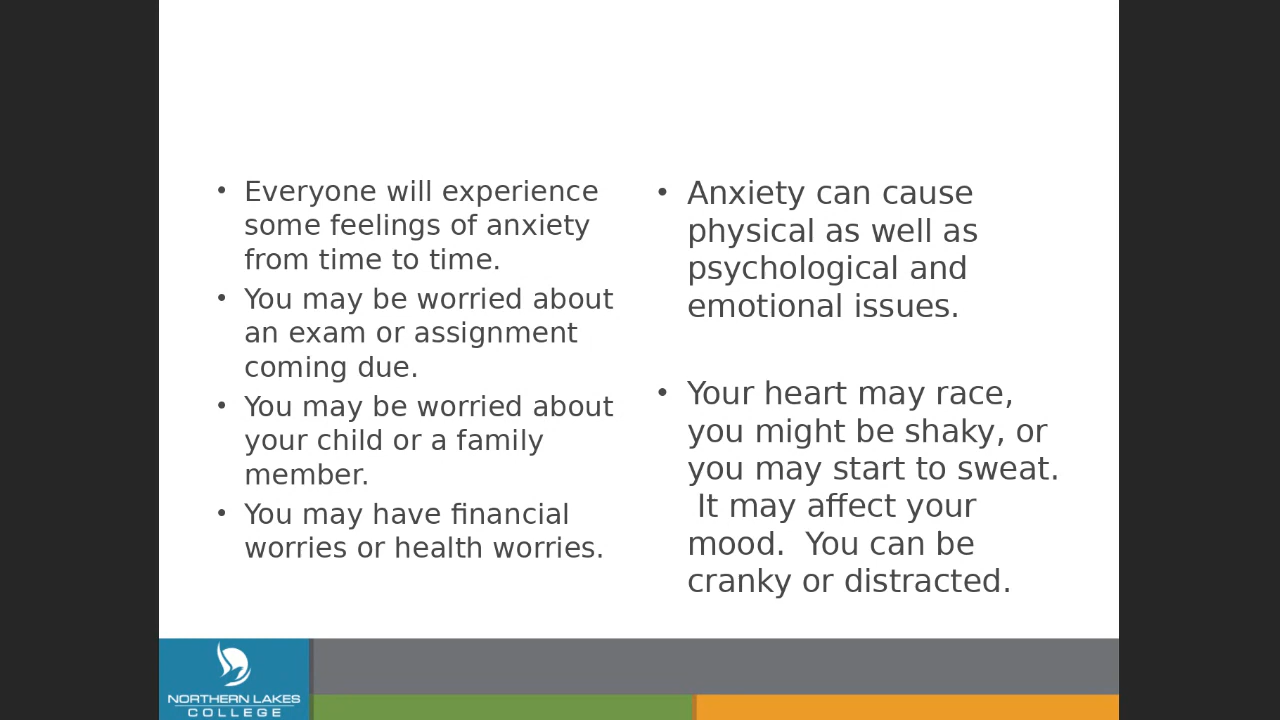 • Everyone will experience
some feelings of anxiety
from time to time.
• You may be worried about
an exam or assignment
coming due.
• You may be worried about
your child or a family
member.
• You may have financial
worries or health worries.
• Anxiety can cause
physical as well as
psychological and
emotional issues.
• Your heart may race,
you might be shaky, or
you may start to sweat.
It may affect your
mood.  You can be
cranky or distracted.
NORTHERN LAKES
COLLEGE